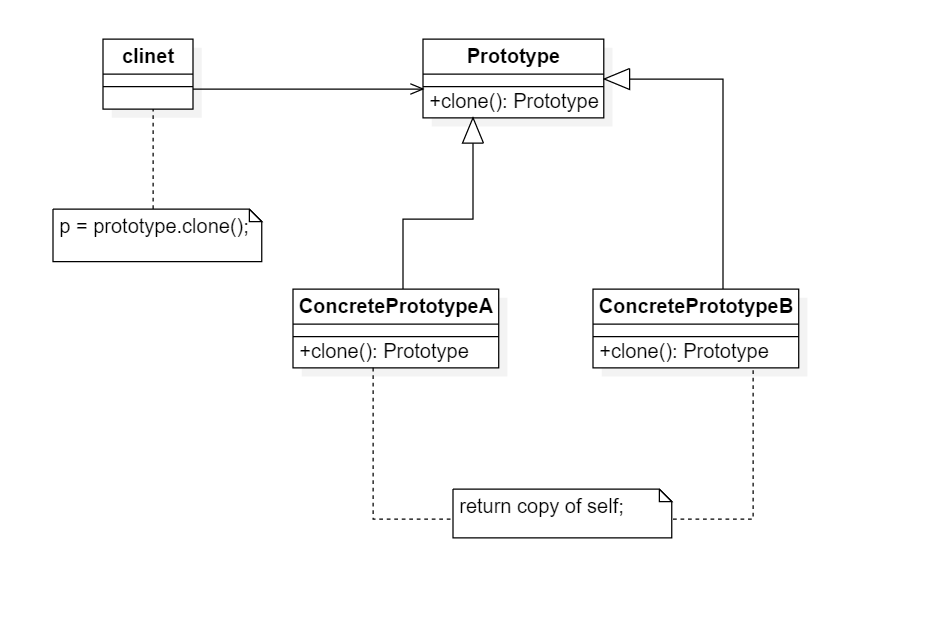 clinet
Prototype
+clone(): Prototype
p = prototype.clone();
ConcretePrototypeA
+clone(): Prototype
ConcretePrototypeB
+clone(): Prototype
return copy of self;